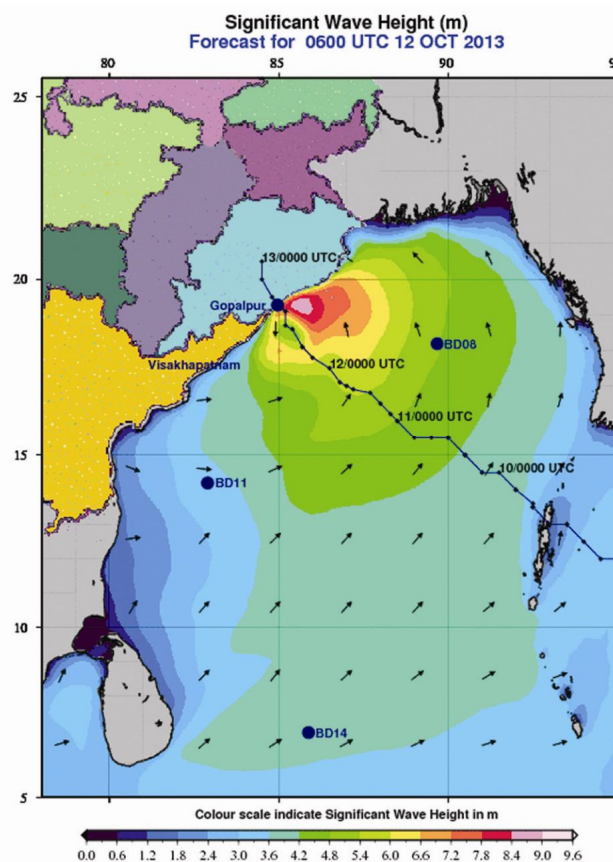 Significant Wave Height (m)
Forecast for 0600 UTC 12 OCT 2013
80 85 90 9
25
20
13/0000 UTC
Gopalpur
BD08
Visakhapatnam
12/0000 UTC
11/0000 UTC
15
10/0000 UTC
BD11
10
BD14
5
Colour scale indicate Significant Wave Height in m
0.0 0.6 1.2 1.8 2.4 3.0 3.6 4.2 4.8 5.4 6.0 6.6 7.2 7.8 8.4 9.0 9.6